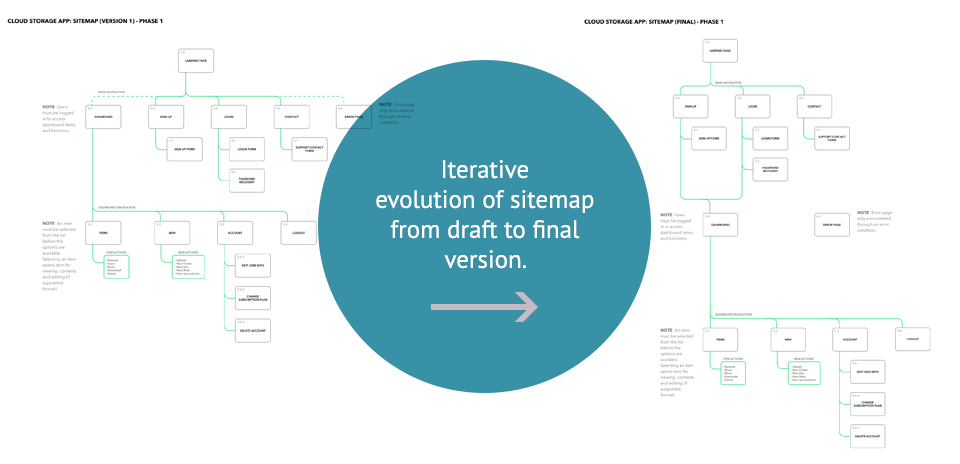 CLOUD STORAGE APP: SITEMAP (VERSION 1) - PHASE 1
LANDING PAGE
MAIN NAVIGATION
NOTE: Users
must be logged
in to access
dashboard items
and functions.
DASHBOARD
SIGN UP
LOGIN
CONTACT
ERROR PAGE
NOTE: Error page
only encountered
through an error
condition.
SIGN UP FORM
LOGIN FORM
SUPPORT/CONTACT
FORM
PASSWORD
RECOVERY
DASHBOARD NAVIGATION
NOTE: An item
must be selected
from the list
before the
options are
available.
Selecting an item
opens item for
viewing contents
and editing (if
supported
format).
ITEMS
NEW
ACCOUNT
LOGOUT
ITEM ACTIONS
NEW ACTIONS
EDIT USER INFO
CHANGE
SUBSCRIPTION PLAN
DELETE ACCOUNT
Iterative
evolution of sitemap
from draft to final
version.
CLOUD STORAGE APP: SITEMAP (FINAL) - PHASE 1
LANDING PAGE
MAIN NAVIGATION
SIGN UP
LOGIN
CONTACT
SIGN UP FORM
LOGIN FORM
SUPPORT/CONTACT
FORM
PASSWORD
RECOVERY
NOTE: Users
must be logged
in to access
dashboard items
and functions.
DASHBOARD
ERROR PAGE
NOTE: Error page
only encountered
through an error
condition.
DASHBOARD NAVIGATION
NOTE: An item
must be selected
from the list
before the
options are
available.
Selecting an item
opens item for
viewing contents
and editing (if
supported
format).
ITEMS
NEW
ACCOUNT
LOGOUT
ITEM ACTIONS
NEW ACTIONS
EDIT USER INFO
CHANGE
SUBSCRIPTION PLAN
DELETE ACCOUNT